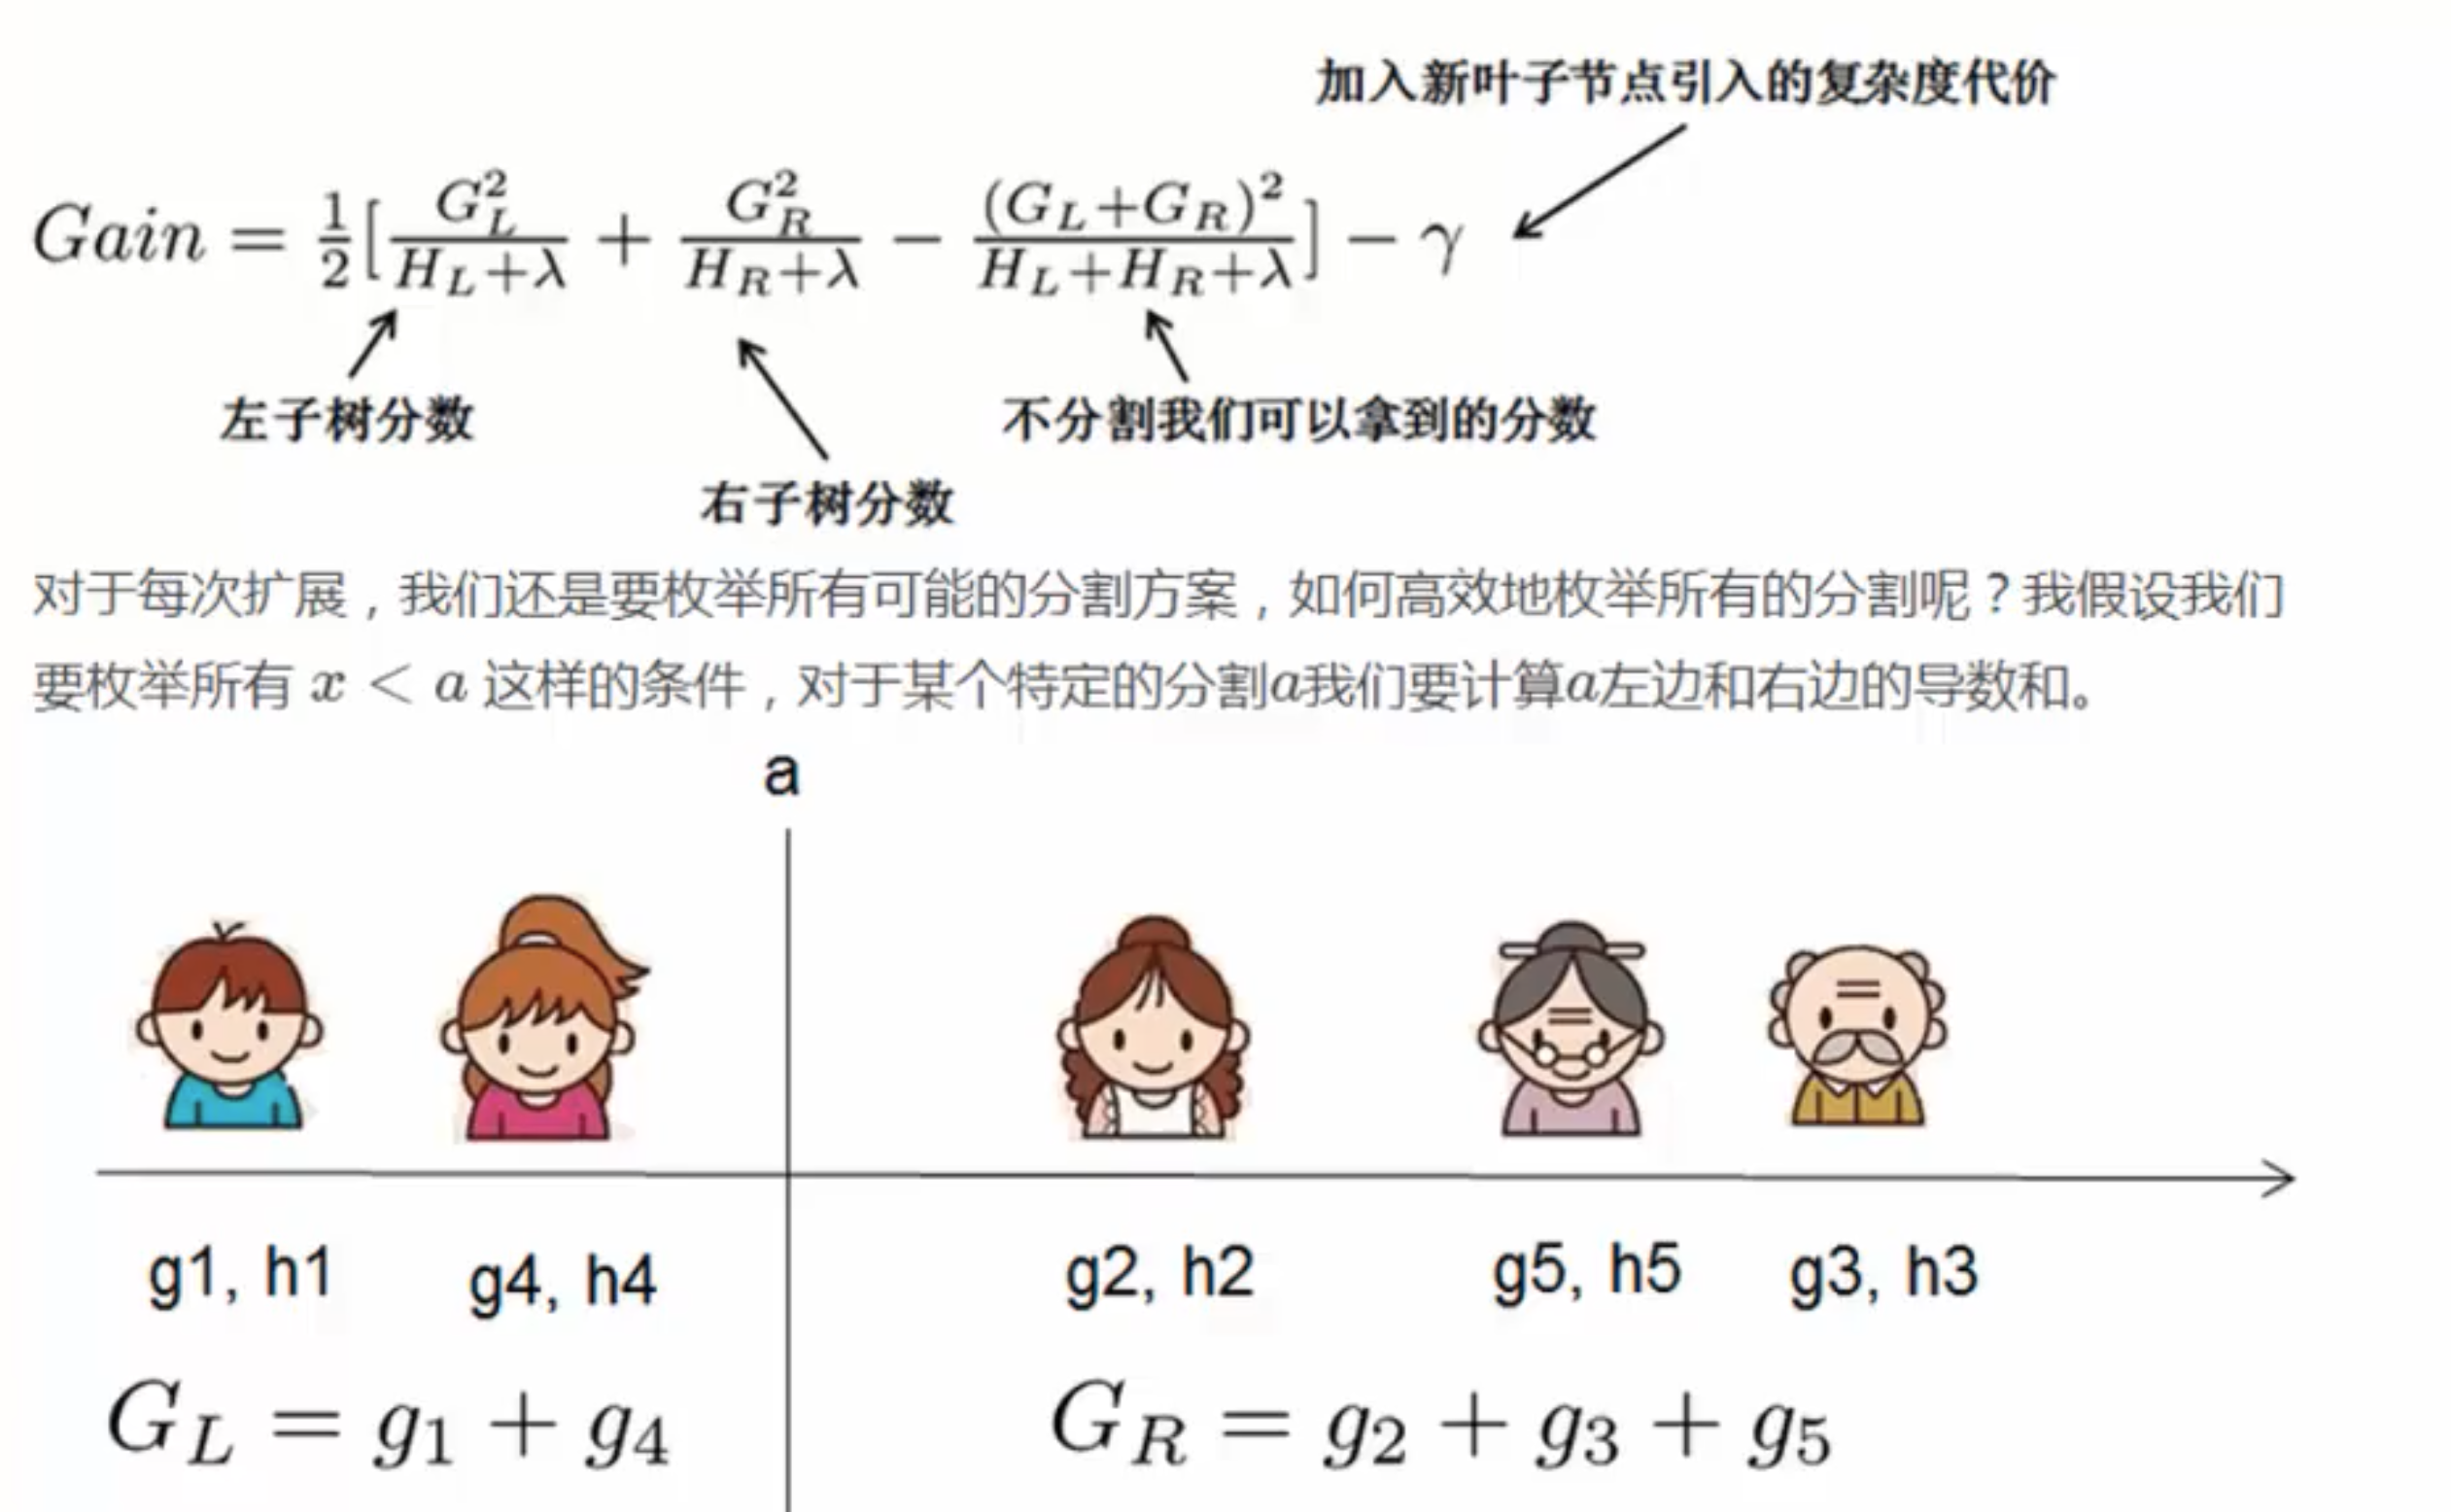 加入新叶子节点引入的复杂度代价
Gain = \frac{1}{2}[\frac{G_L^2}{H_L+λ} + \frac{G_R^2}{H_R+λ} − \frac{(G_L+G_R)^2}{H_L+H_R+λ}] − γ
左子树分数
不分割我们可以拿到的分数
右子树分数
对于每次扩展，我们还是要枚举所有可能的分割方案，如何高效地枚举所有的分割呢？我假设我们
要枚举所有 x < a 这样的条件，对于某个特定的分割a我们要计算a左边和右边的导数和。
a
g1, h1 g4, h4 g2, h2 g5, h5 g3, h3
G_L = g_1 + g_4 G_R = g_2 + g_3 + g_5